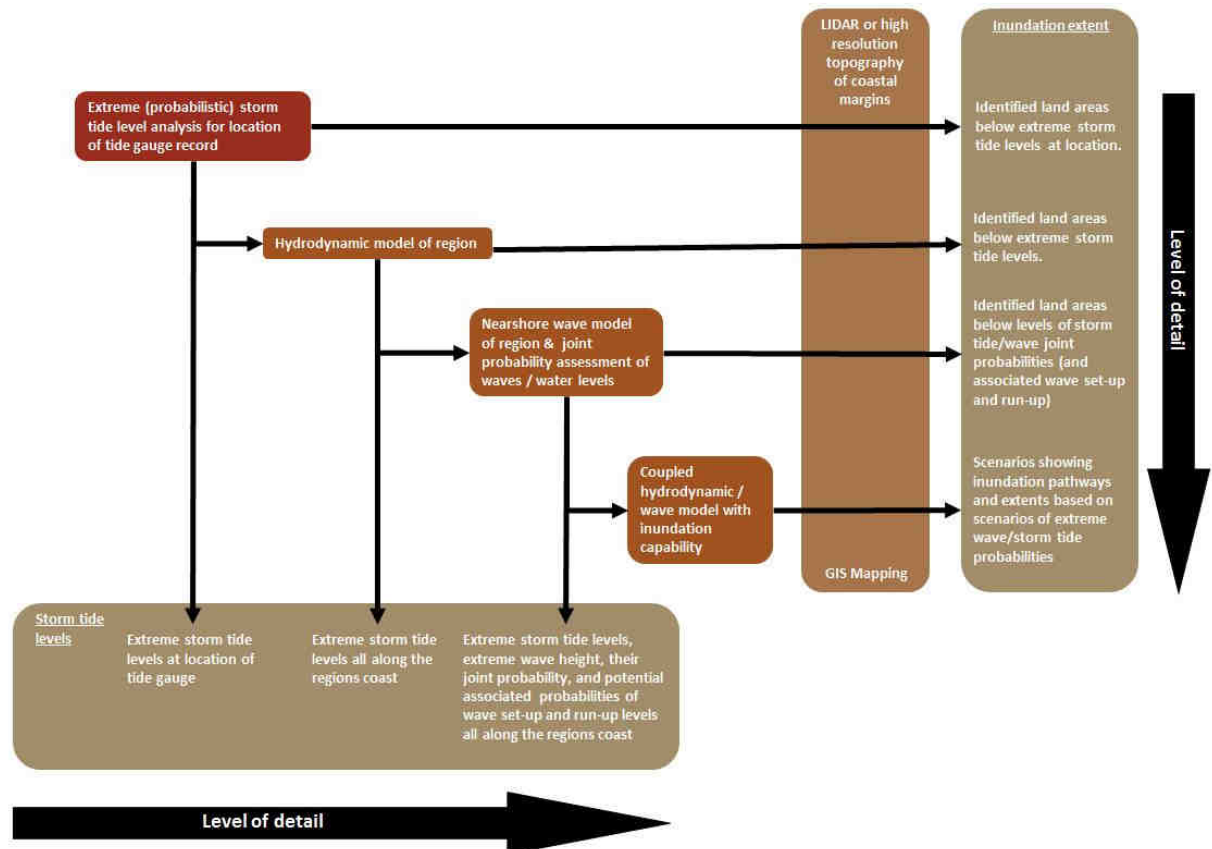 LIDAR or high
resolution
topography
of coastal
margins
Inundation extent
Extreme (probabilistic) storm
tide level analysis for location
of tide gauge record
Identified land areas
below extreme storm
tide levels at location.
Hydrodynamic model of region
Identified land areas
below extreme storm
tide levels.
Level of detail
Nearshore wave model
of region & joint
probability assessment of
waves / water levels
Identified land areas
below levels of storm
tide/wave joint
probabilities (and
associated wave set-up
and run-up)
Coupled
hydrodynamic /
wave model with
inundation
capability
Scenarios showing
inundation pathways
and extents based on
scenarios of extreme
wave/storm tide
probabilities
GIS Mapping
Storm tide
levels
Extreme storm tide
levels at location of
tide gauge
Extreme storm tide
levels all along the
regions coast
Extreme storm tide levels,
extreme wave height, their
joint probability, and potential
associated probabilities of
wave set-up and run-up levels
all along the regions coast
Level of detail